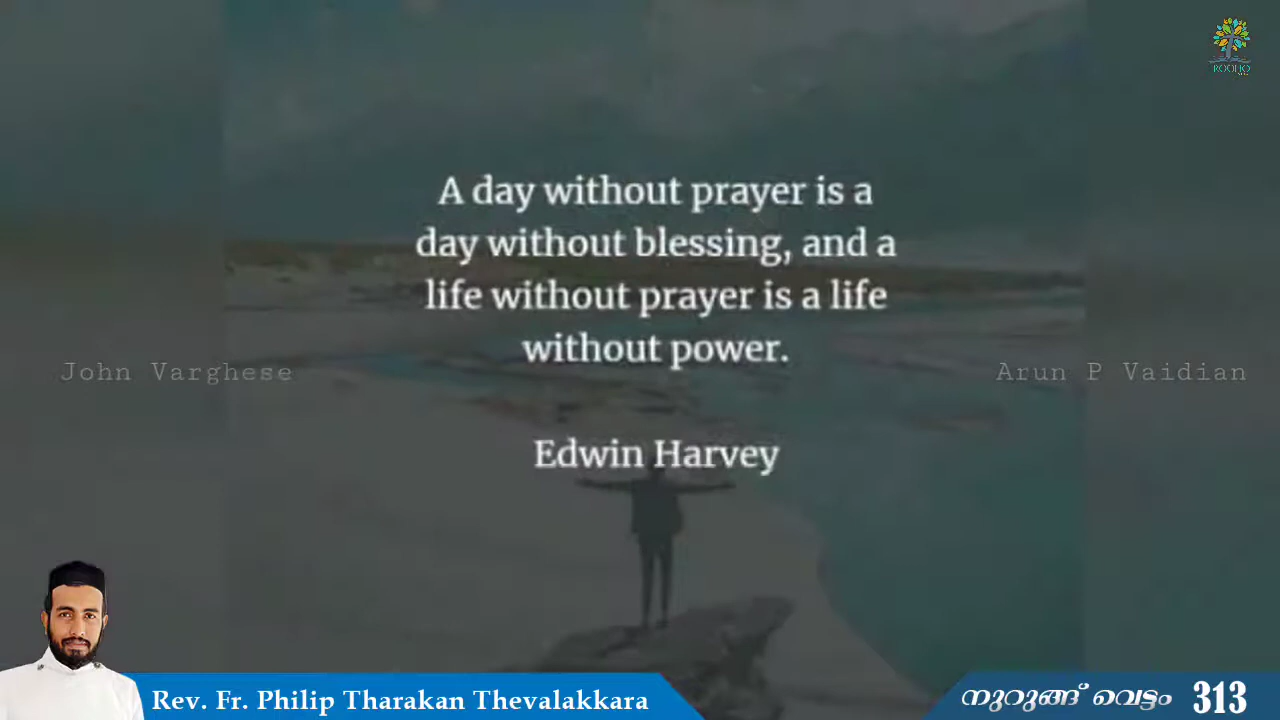 ROOHO
A day without prayer is a
day without blessing, and a
life without prayer is a life
without power.
John Varghese
Arun P Vaidian
Edwin Harvey
Rev. Fr. Philip Tharakan Thevalakkara
നുറുങ്ങ് വെട്ടം 313